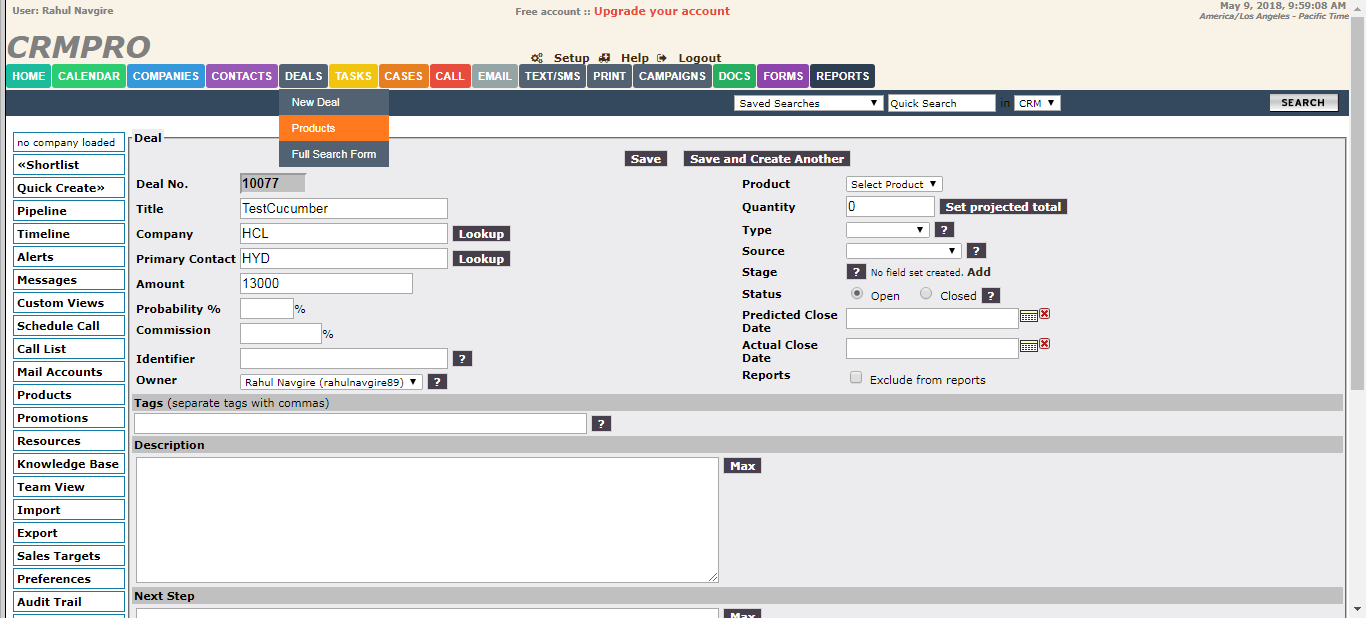 User: Rahul Navgire
Free account :: Upgrade your account
May 9, 2018, 9:59:08 AM
America/Los Angeles - Pacific Time
CRMPRO
Setup Help Logout
HOME CALENDAR COMPANIES CONTACTS DEALS TASKS CASES CALL EMAIL TEXT/SMS PRINT CAMPAIGNS DOCS FORMS REPORTS
New Deal
Products
Full Search Form
Saved Searches Quick Search in CRM SEARCH
no company loaded
«Shortlist
Quick Create»
Pipeline
Timeline
Alerts
Messages
Custom Views
Schedule Call
Call List
Mail Accounts
Products
Promotions
Resources
Knowledge Base
Team View
Import
Export
Sales Targets
Preferences
Audit Trail
Deal
Save Save and Create Another
Deal No. 10077
Title TestCucumber
Company HCL Lookup
Primary Contact HYD Lookup
Amount 13000
Probability % %
Commission %
Identifier ?
Owner Rahul Navgire (rahulnavgire89) ?
Product Select Product
Quantity 0 Set projected total
Type ?
Source ?
Stage ? No field set created. Add
Status Open Closed ?
Predicted Close
Date
Actual Close
Date
Reports Exclude from reports
Tags (separate tags with commas)
?
Description
Max
Next Step
Max